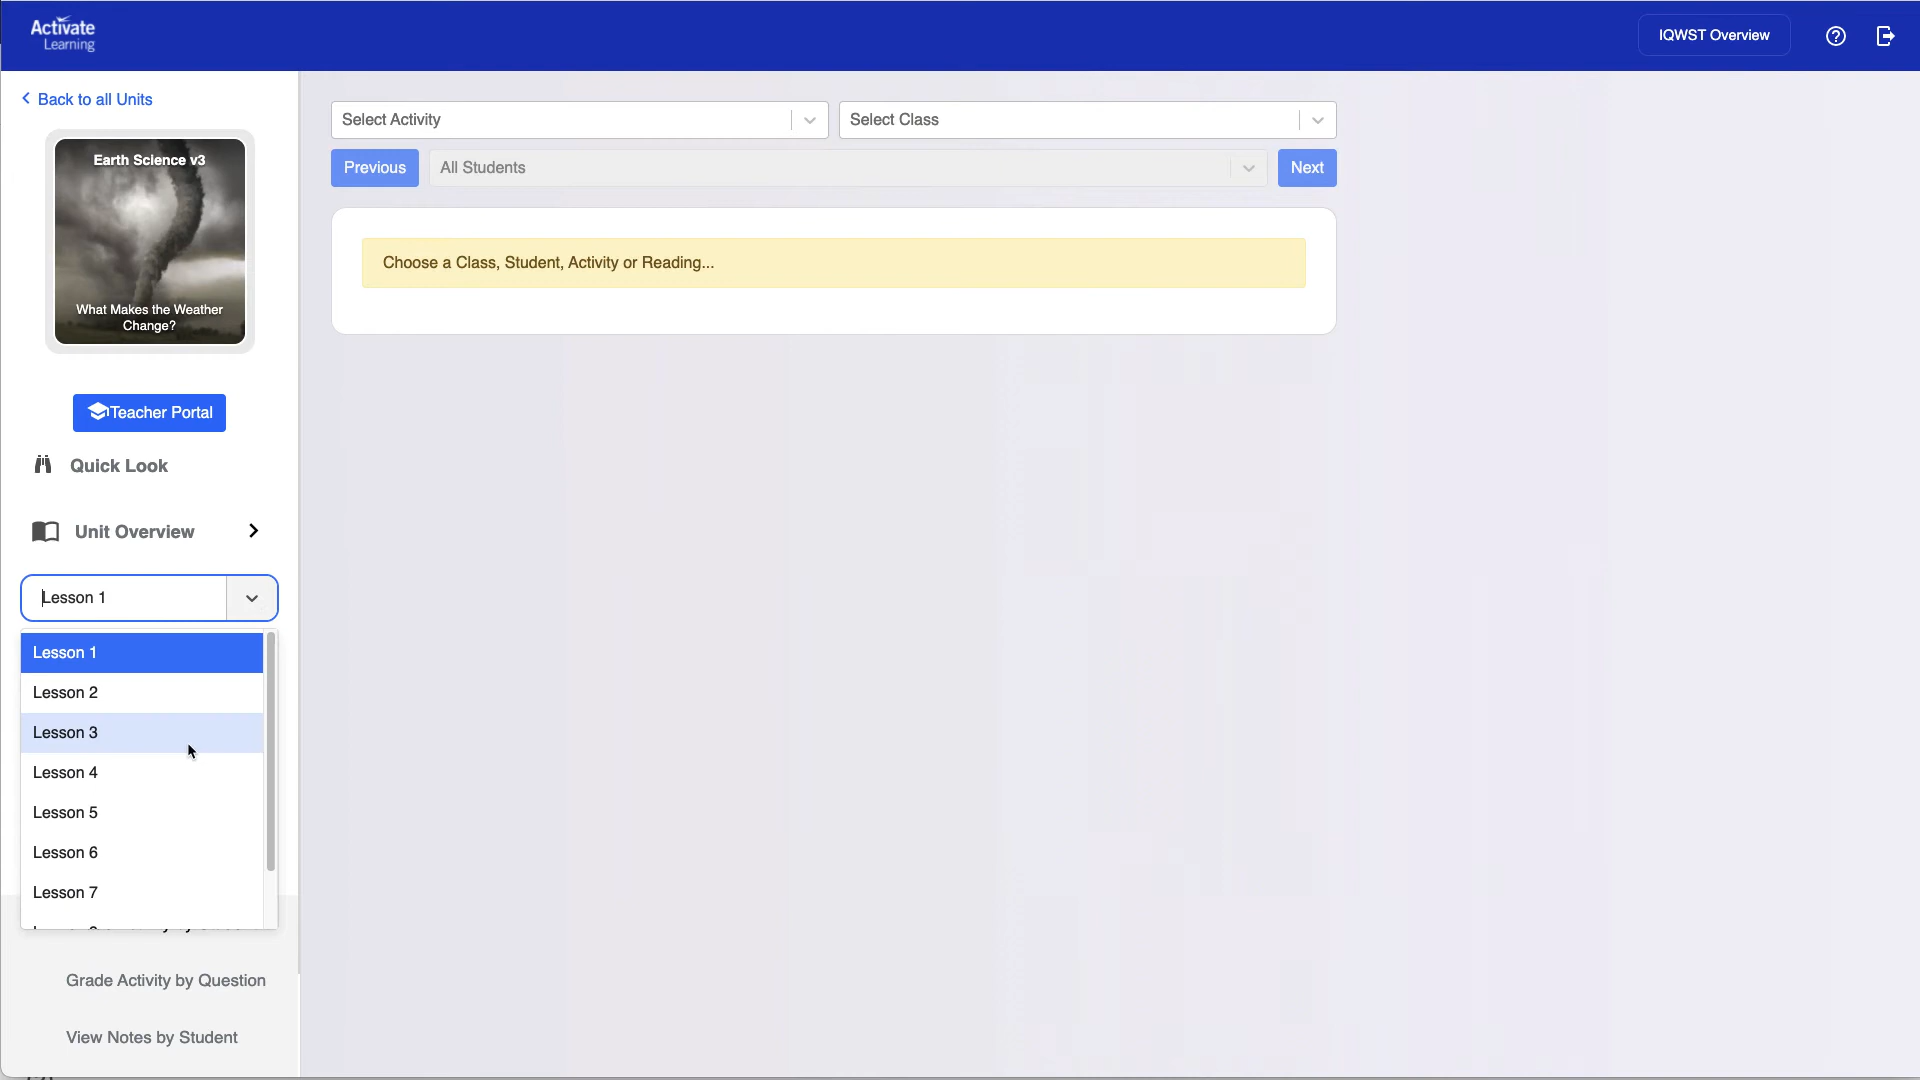 Activate
Learning
IQWST Overview
Back to all Units
Earth Science v3
What Makes the Weather
Change?
Teacher Portal
Quick Look
Unit Overview
Lesson 1
Lesson 1
Lesson 2
Lesson 3
Lesson 4
Lesson 5
Lesson 6
Lesson 7
Grade Activity by Question
View Notes by Student
Select Activity
Select Class
Previous
All Students
Next
Choose a Class, Student, Activity or Reading...